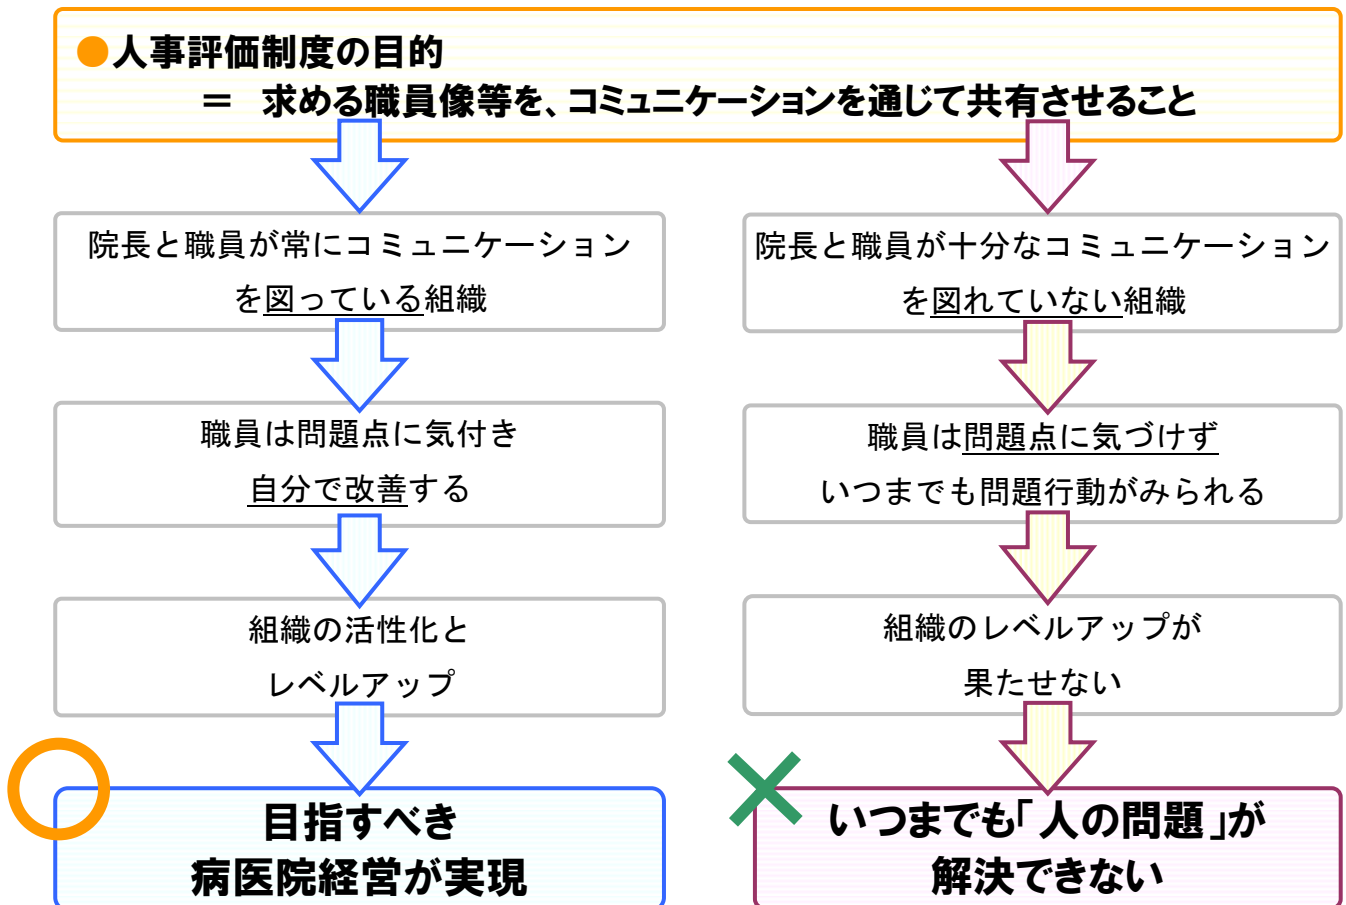 ●人事評価制度の目的
＝ 求める職員像等を、コミュニケーションを通じて共有させること
院長と職員が常にコミュニケーション
を図っている組織
職員は問題点に気付き
自分で改善する
組織の活性化と
レベルアップ
目指すべき
病医院経営が実現
院長と職員が十分なコミュニケーション
を図れていない組織
職員は問題点に気づけず
いつまでも問題行動がみられる
組織のレベルアップが
果たせない
いつまでも「人の問題」が
解決できない